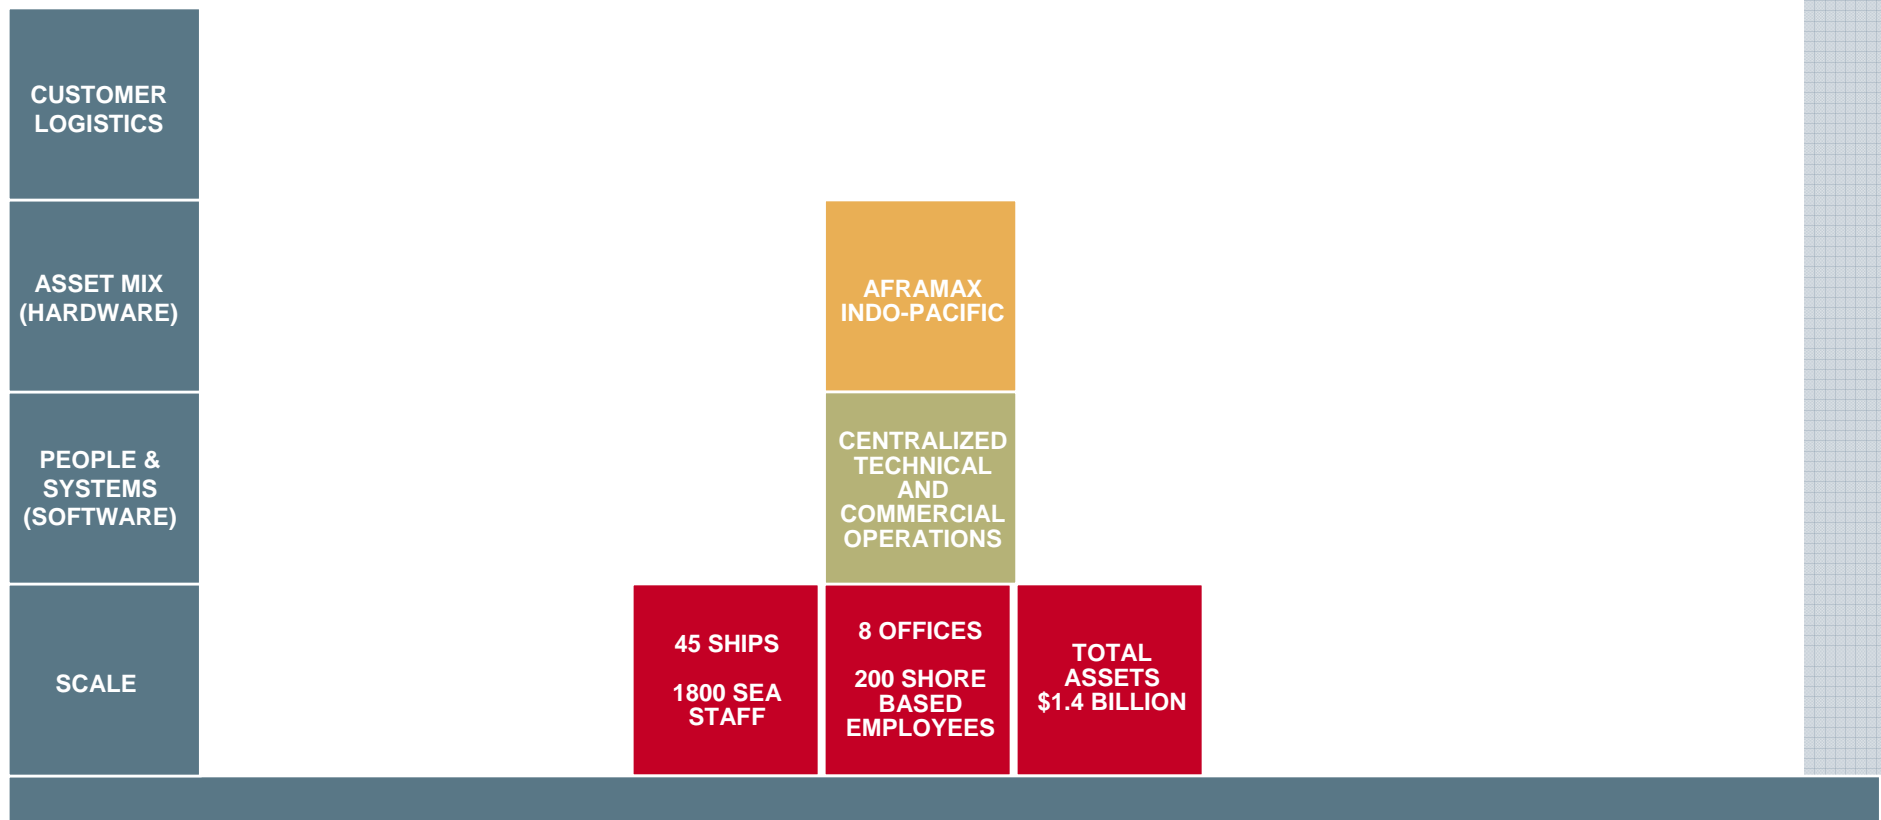 CUSTOMER
LOGISTICS
ASSET MIX
(HARDWARE)
AFRAMAX
INDO-PACIFIC
PEOPLE &
SYSTEMS
(SOFTWARE)
CENTRALIZED
TECHNICAL
AND
COMMERCIAL
OPERATIONS
SCALE
45 SHIPS
1800 SEA
STAFF
8 OFFICES
200 SHORE
BASED
EMPLOYEES
TOTAL
ASSETS
$1.4 BILLION